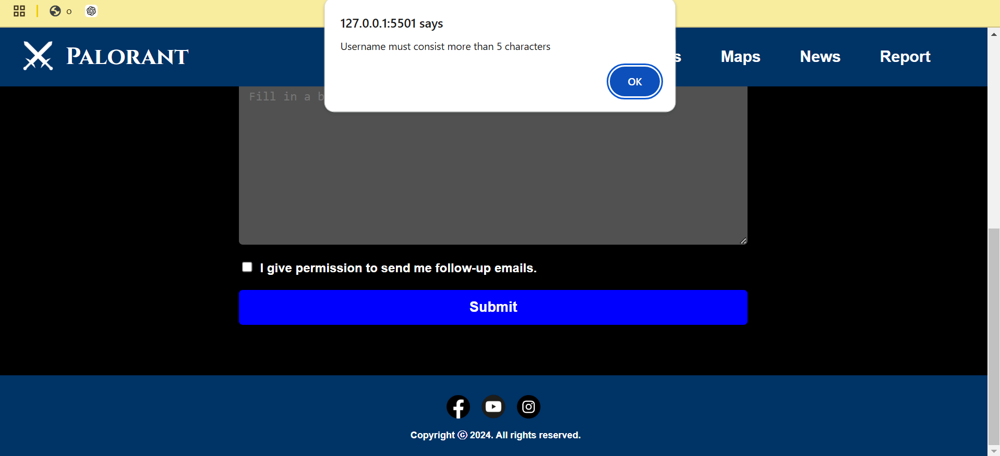 o
127.0.0.1:5501 says
Username must consist more than 5 characters
OK
PALORANT
Maps
News
Report
Fill in a
I give permission to send me follow-up emails.
Submit
Copyright © 2024. All rights reserved.